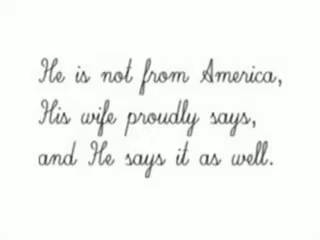 He is not from America,
His wife proudly says,
and He says it as well.